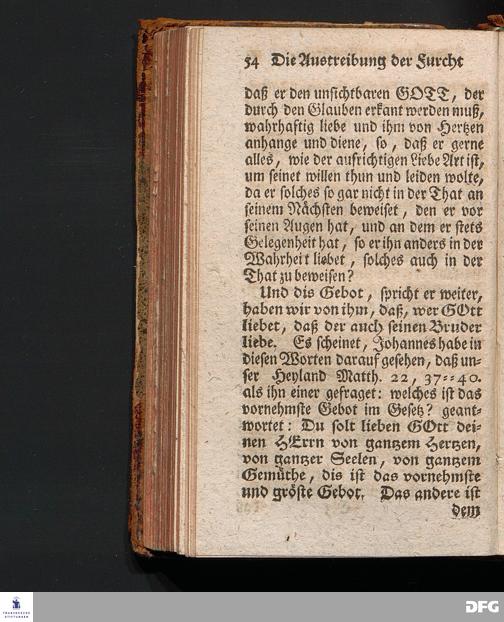 54 Die Austreibung der Furcht
daß er den unsichtbaren GOTT, der
durch den Glauben erkant werden muß,
wahrhaftig liebe und ihm von Hertzen
anhange und diene, so, daß er gerne
alles, wie der aufrichtigen Liebe Art ist,
um seinet willen thun und leiden wolte,
da er solches so gar nicht in der That an
seinem Nächsten beweiset, den er vor
seinen Augen hat, und an dem er stets
Gelegenheit hat, so er ihn anders in der
Wahrheit liebet, solches auch in der
That zu beweisen?
Und dis Gebot, spricht er weiter,
haben wir von ihm, daß, wer GOtt
liebet, daß der auch seinen Bruder
liebe. Es scheinet, Johannes habe in
diesen Worten darauf gesehen, daß un-
ser Heyland Matth. 22, 37==40.
als ihn einer gefraget: welches ist das
vornehmste Gebot im Gesetz? geant-
wortet: Du solt lieben GOtt dei-
nen HErrn von gantzem Hertzen,
von gantzer Seelen, von gantzem
Gemüthe, dis ist das vornehmste
und gröste Gebot. Das andere ist
dem
FRANCKESCHE
STIFTUNGEN
DFG